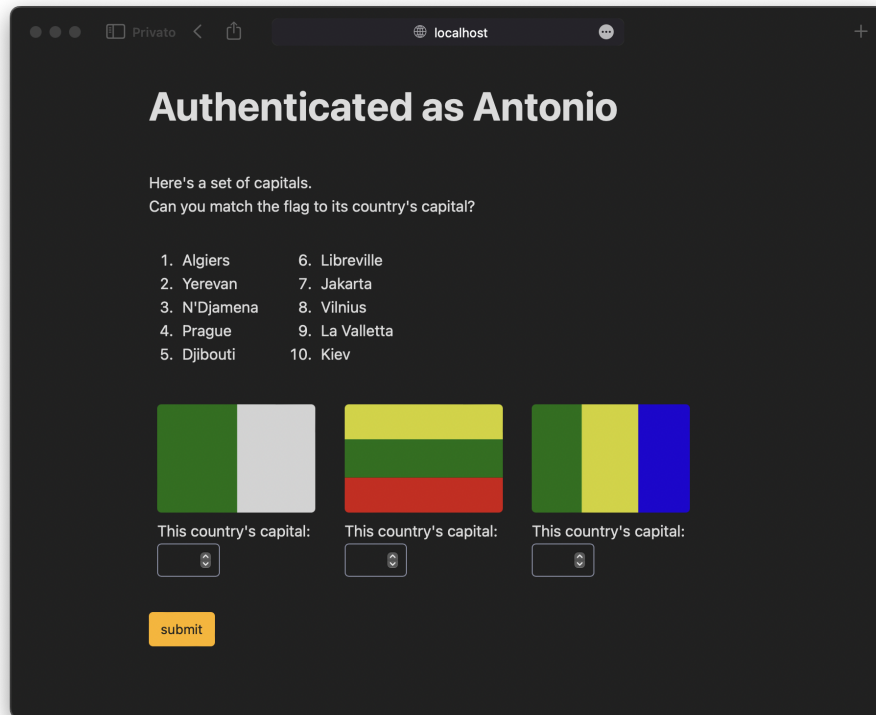 Privato
localhost
Authenticated as Antonio
Here's a set of capitals.
Can you match the flag to its country's capital?
1. Algiers
2. Yerevan
3. N'Djamena
4. Prague
5. Djibouti
6. Libreville
7. Jakarta
8. Vilnius
9. La Valletta
10. Kiev
This country's capital:
This country's capital:
This country's capital:
submit